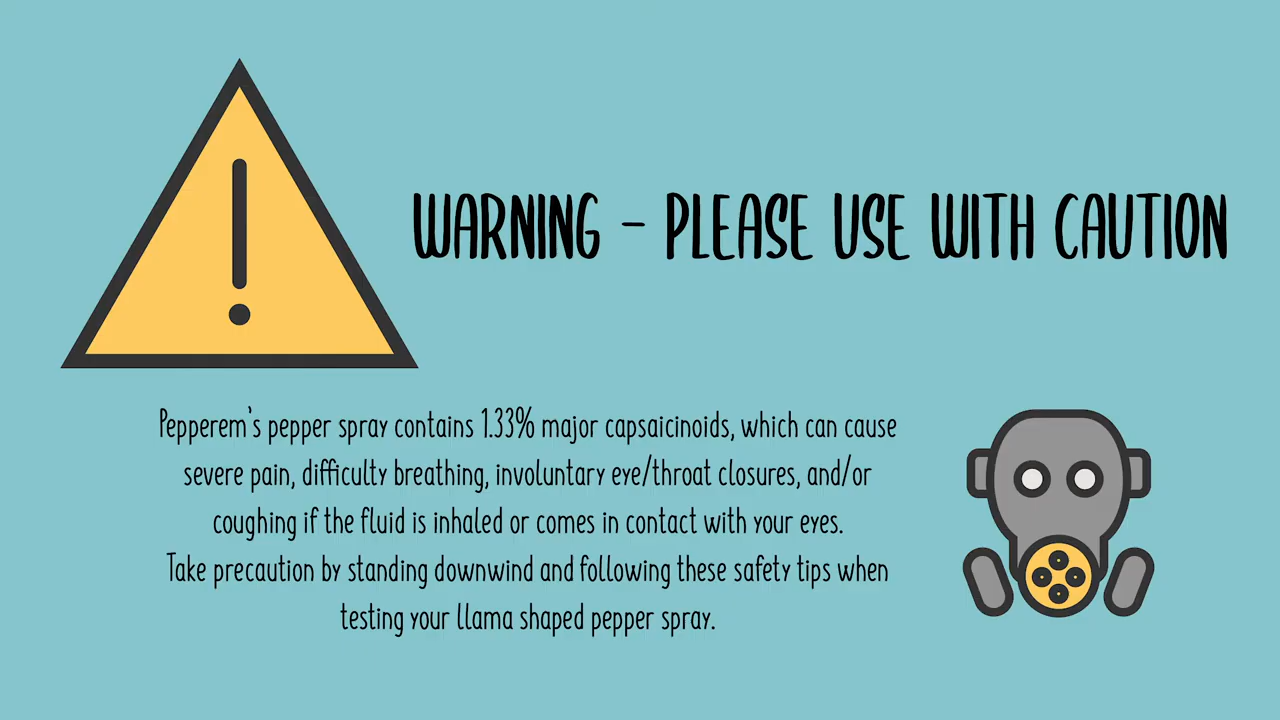 WARNING - PLEASE USE WITH CAUTION
Pepperem's pepper spray contains 1.33% major capsaicinoids, which can cause
severe pain, difficulty breathing, involuntary eye/throat closures, and/or
coughing if the fluid is inhaled or comes in contact with your eyes.
Take precaution by standing downwind and following these safety tips when
testing your llama shaped pepper spray.